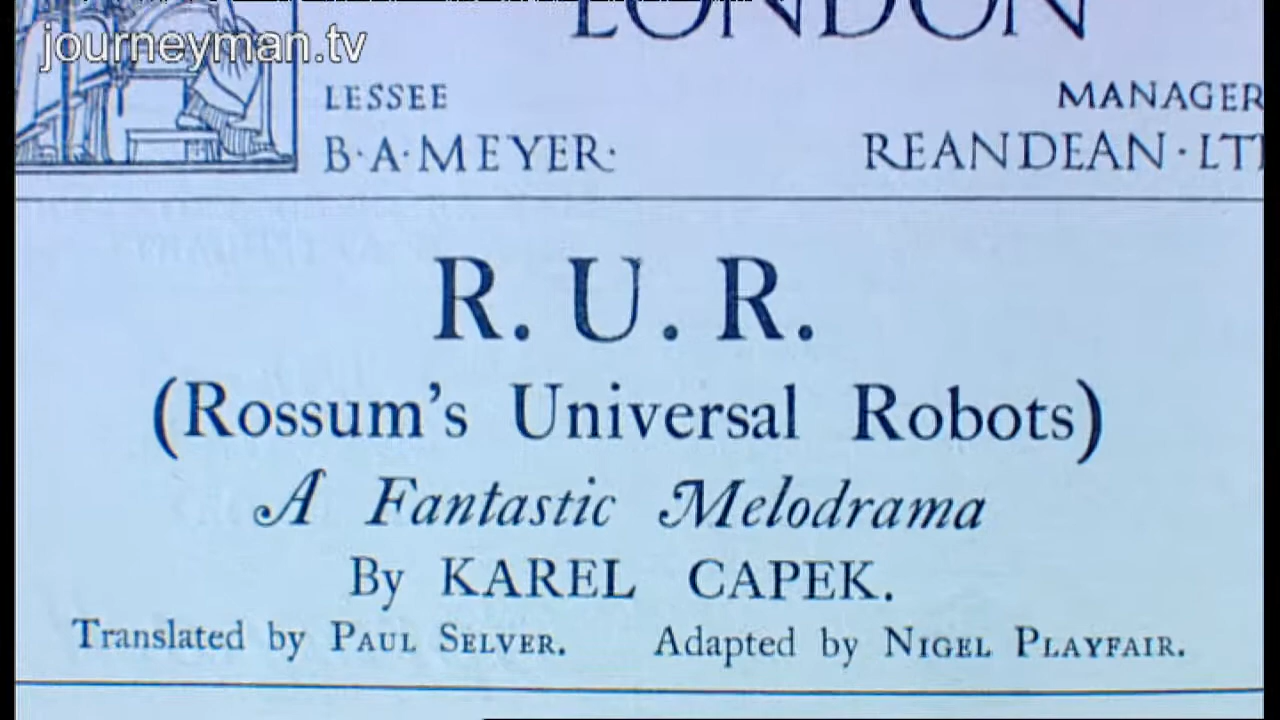 LONDON
journeyman.tv
LESSEE MANAGER
B·A·MEYER· REANDEAN·LT
R. U. R.
(Rossum's Universal Robots)
A Fantastic Melodrama
By KAREL CAPEK.
Translated by PAUL SELVER. Adapted by NIGEL PLAYFAIR.